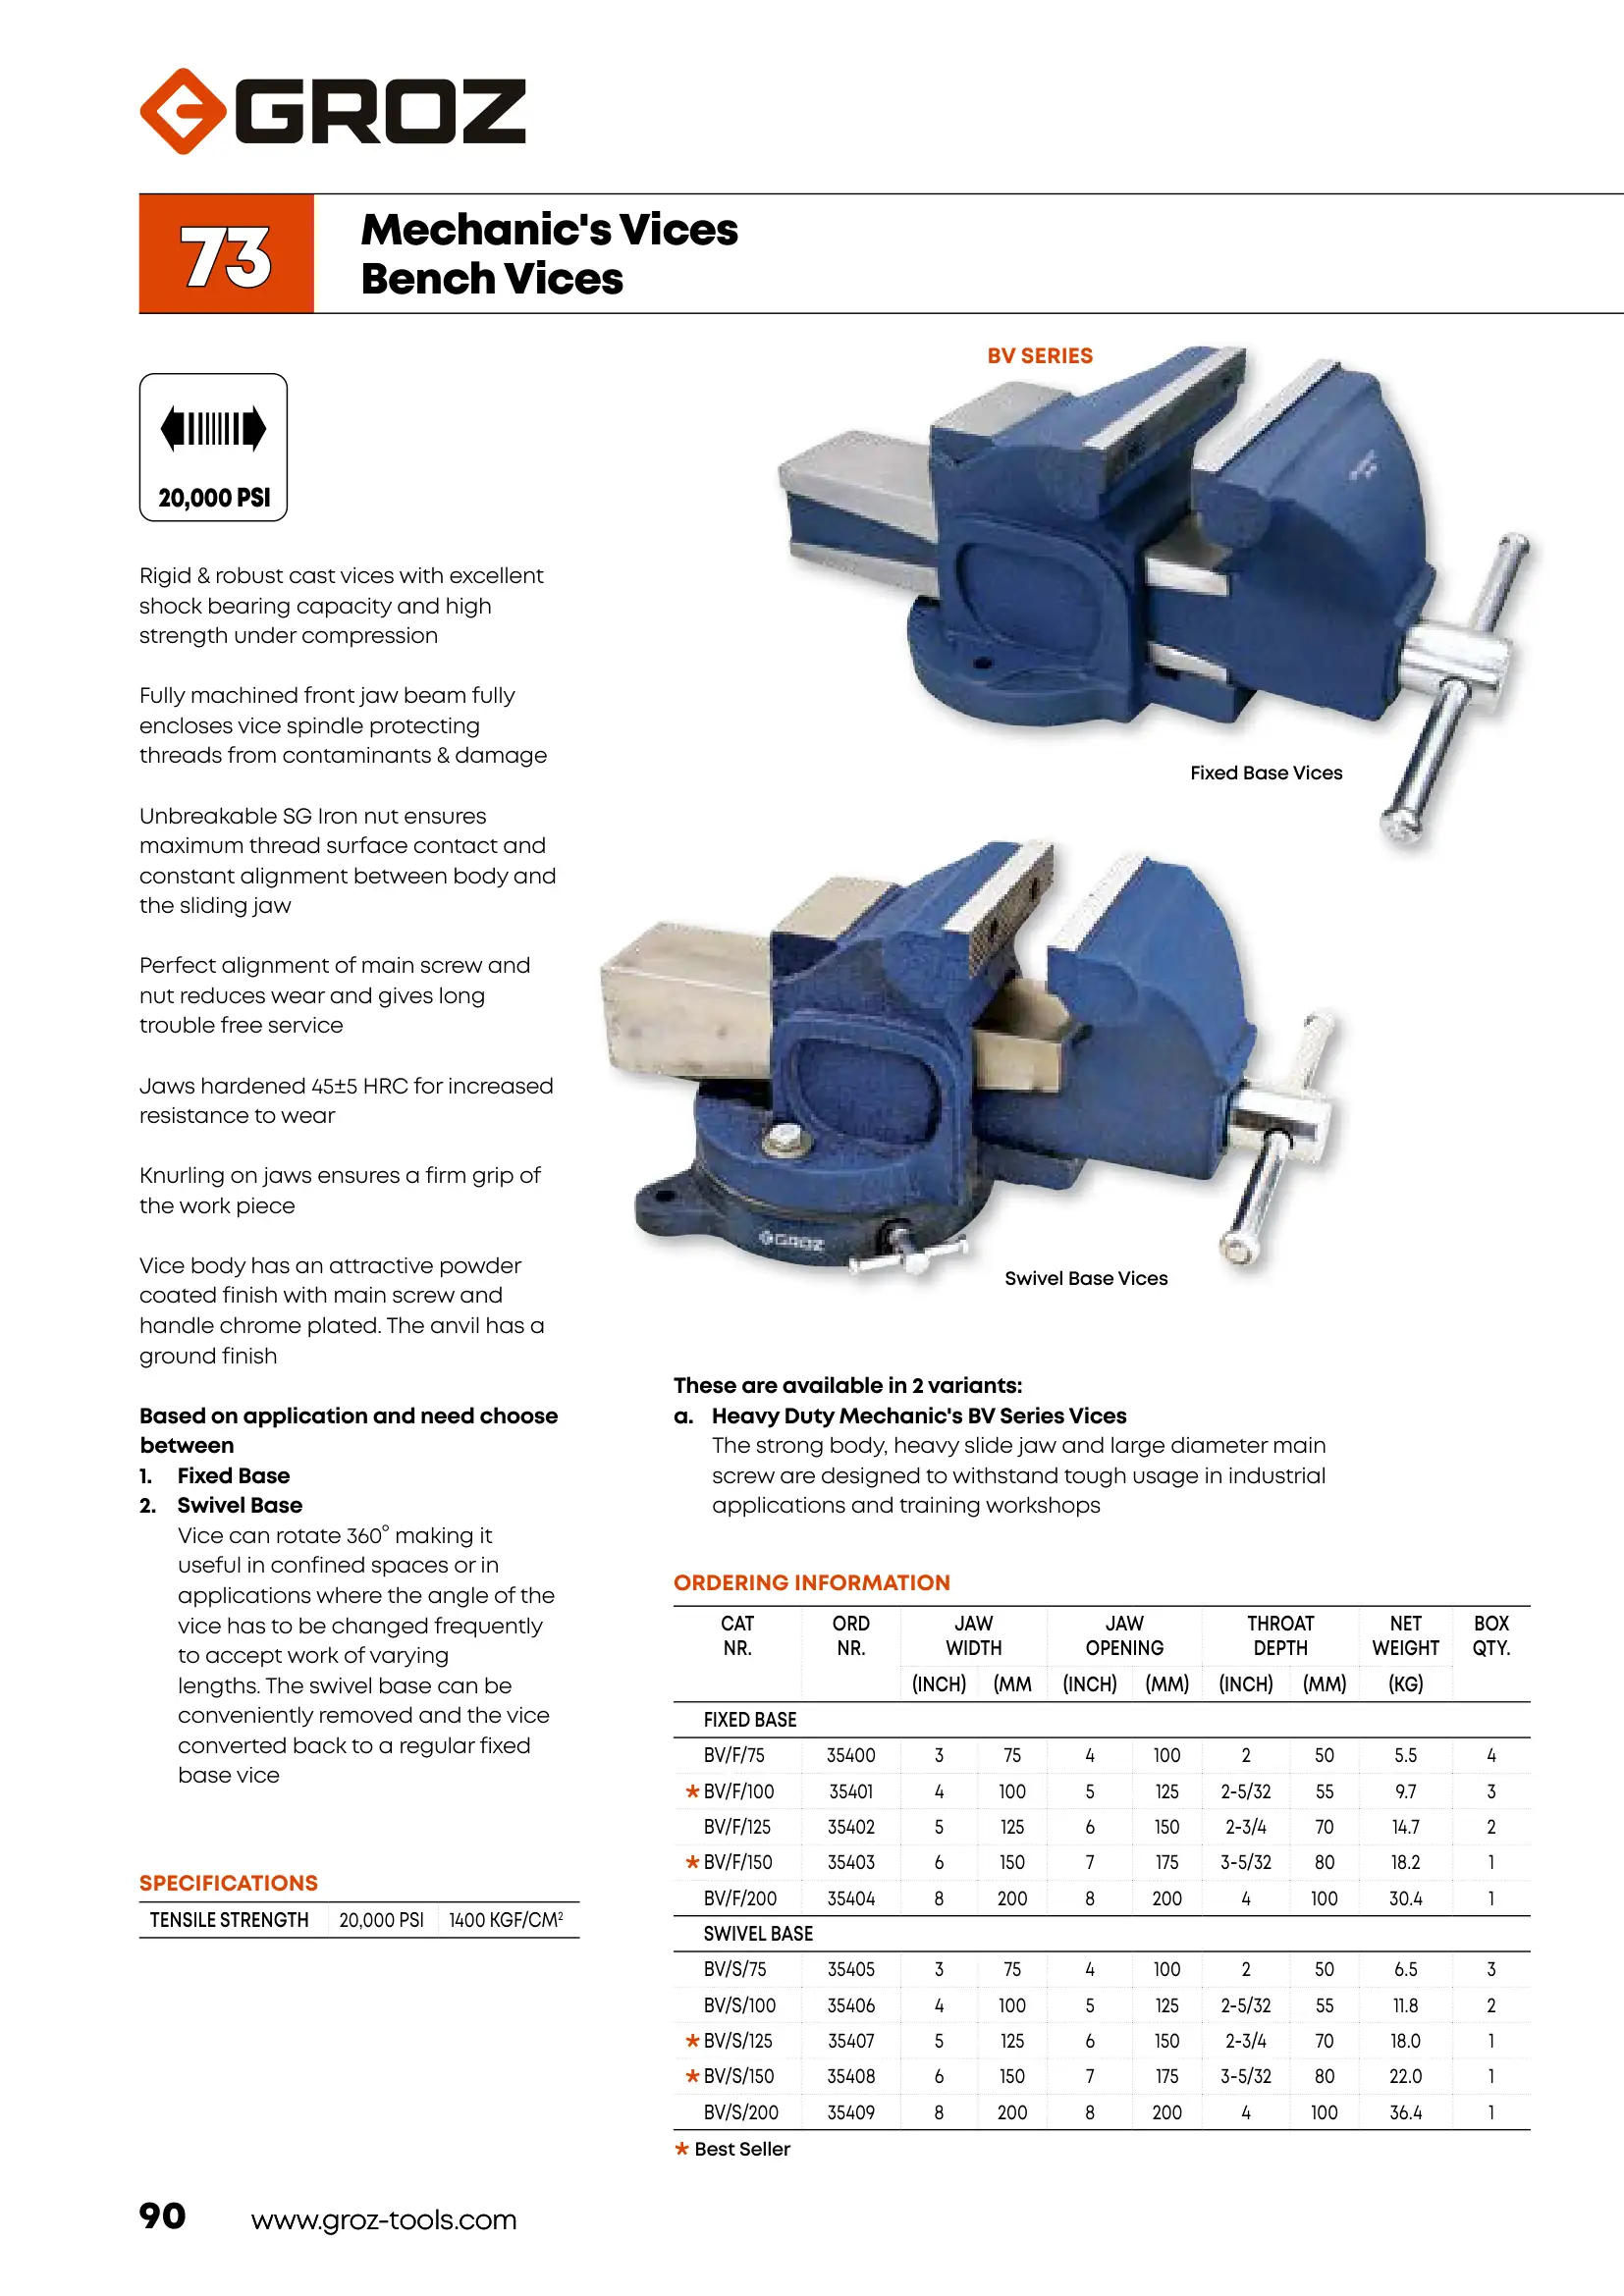 GROZ
73
Mechanic's Vices
Bench Vices
BV SERIES
20,000 PSI
Rigid & robust cast vices with excellent
shock bearing capacity and high
strength under compression
Fully machined front jaw beam fully
encloses vice spindle protecting
threads from contaminants & damage
Fixed Base Vices
Unbreakable SG Iron nut ensures
maximum thread surface contact and
constant alignment between body and
the sliding jaw
Perfect alignment of main screw and
nut reduces wear and gives long
trouble free service
Jaws hardened 45±5 HRC for increased
resistance to wear
Knurling on jaws ensures a firm grip of
the work piece
GROZ
Swivel Base Vices
Vice body has an attractive powder
coated finish with main screw and
handle chrome plated. The anvil has a
ground finish
Based on application and need choose
between
1. Fixed Base
2. Swivel Base
Vice can rotate 360° making it
useful in confined spaces or in
applications where the angle of the
vice has to be changed frequently
to accept work of varying
lengths. The swivel base can be
conveniently removed and the vice
converted back to a regular fixed
base vice
SPECIFICATIONS
TENSILE STRENGTH 20,000 PSI 1400 KGF/CM²
These are available in 2 variants:
a. Heavy Duty Mechanic's BV Series Vices
The strong body, heavy slide jaw and large diameter main
screw are designed to withstand tough usage in industrial
applications and training workshops
ORDERING INFORMATION
CAT ORD JAW JAW THROAT NET BOX
NR. NR. WIDTH OPENING DEPTH WEIGHT QTY.
(INCH) (MM (INCH) (MM) (INCH) (MM) (KG)
FIXED BASE
BV/F/75 35400 3 75 4 100 2 50 5.5 4
* BV/F/100 35401 4 100 5 125 2-5/32 55 9.7 3
BV/F/125 35402 5 125 6 150 2-3/4 70 14.7 2
* BV/F/150 35403 6 150 7 175 3-5/32 80 18.2 1
BV/F/200 35404 8 200 8 200 4 100 30.4 1
SWIVEL BASE
BV/S/75 35405 3 75 4 100 2 50 6.5 3
BV/S/100 35406 4 100 5 125 2-5/32 55 11.8 2
* BV/S/125 35407 5 125 6 150 2-3/4 70 18.0 1
* BV/S/150 35408 6 150 7 175 3-5/32 80 22.0 1
BV/S/200 35409 8 200 8 200 4 100 36.4 1
* Best Seller
90 www.groz-tools.com